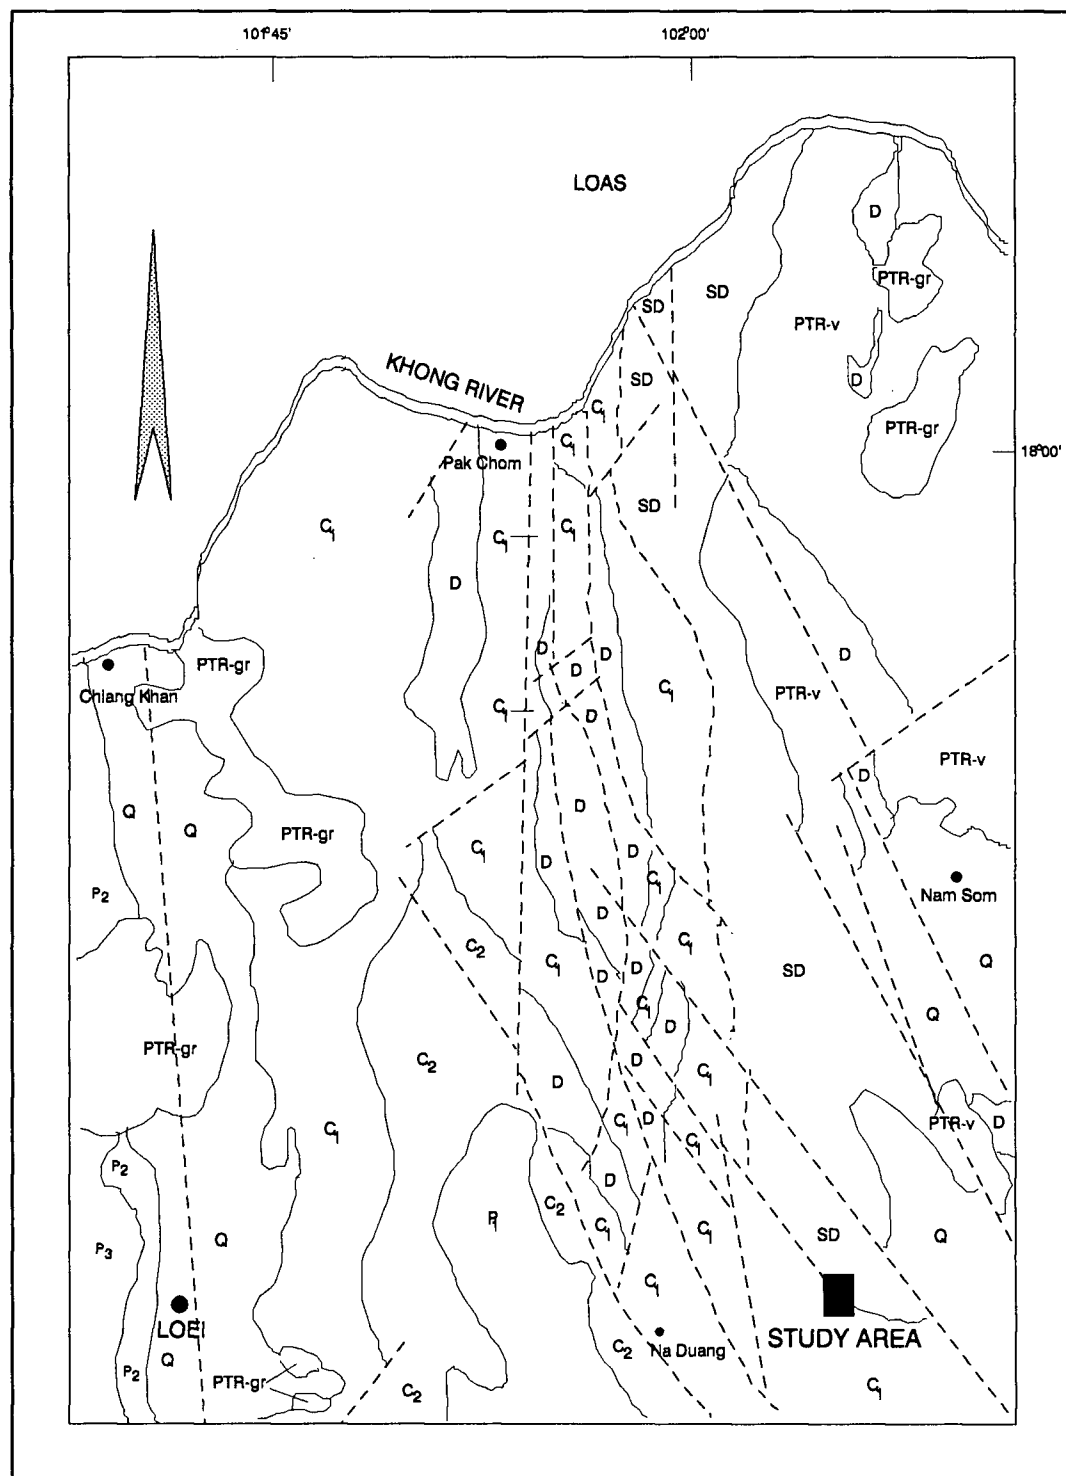 101°45'
102°00'
LOAS
D
PTR-gr
SD
SD
PTR-v
KHONG RIVER
SD
D
C1
PTR-gr
C1
Pak Chom
18°00'
SD
C1
C1
C1
D
PTR-gr
D
D
D
D
Chiang Khan
C1
PTR-v
C1
D
PTR-v
D
Q
D
Q
PTR-gr
C1
D
D
C1
P2
Nam Som
D
C2
C1
C1
D
D
SD
Q
C1
Q
D
PTR-gr
C2
D
C1
D
C1
D
PTR-v
D
C1
C1
P2
D
C2
P1
C1
C1
SD
Q
Q
P3
C1
LOEI
Na Duang
STUDY AREA
C2
Q
P2
PTR-gr
C2
C1